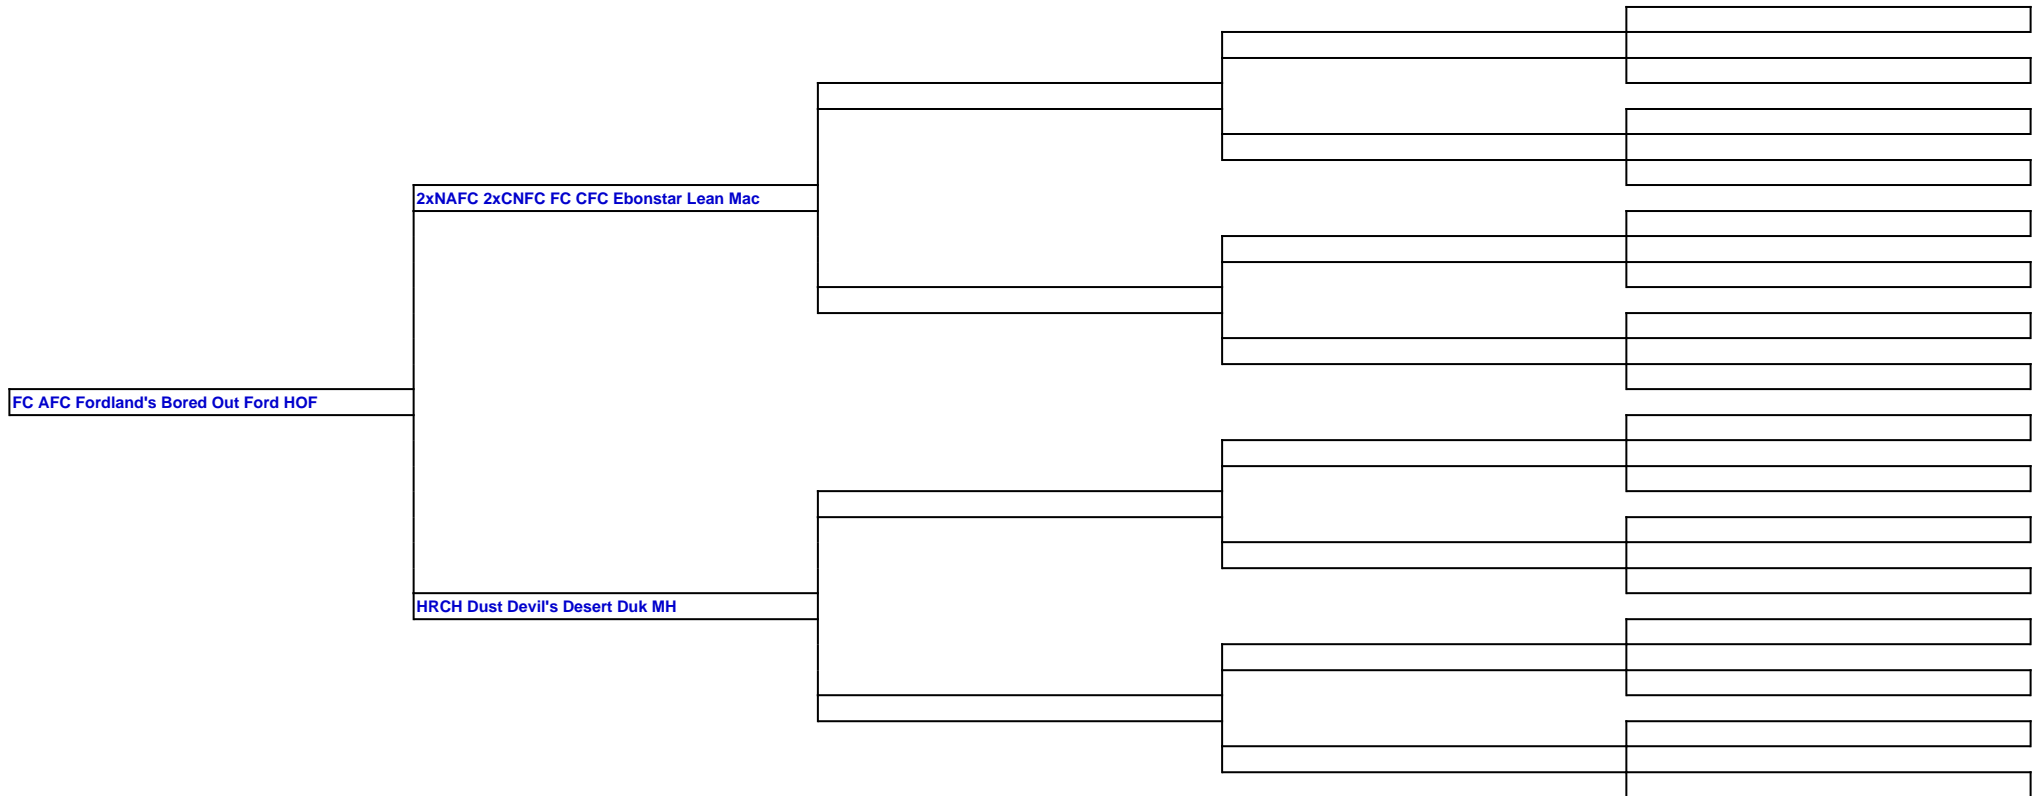 2xNAFC 2xCNFC FC CFC Ebonstar Lean Mac
FC AFC Fordland's Bored Out Ford HOF
HRCH Dust Devil's Desert Duk MH